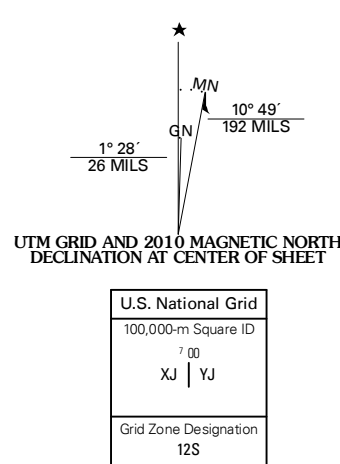 ★
MN
GN
10° 49´
192 MILS
1° 28´
26 MILS
UTM GRID AND 2010 MAGNETIC NORTH
DECLINATION AT CENTER OF SHEET
U.S. National Grid
100,000-m Square ID
7 00
XJ | YJ
Grid Zone Designation
12S